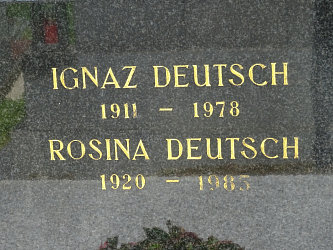 IGNAZ DEUTSCH
1911 – 1978
ROSINA DEUTSCH
1920 – 1985